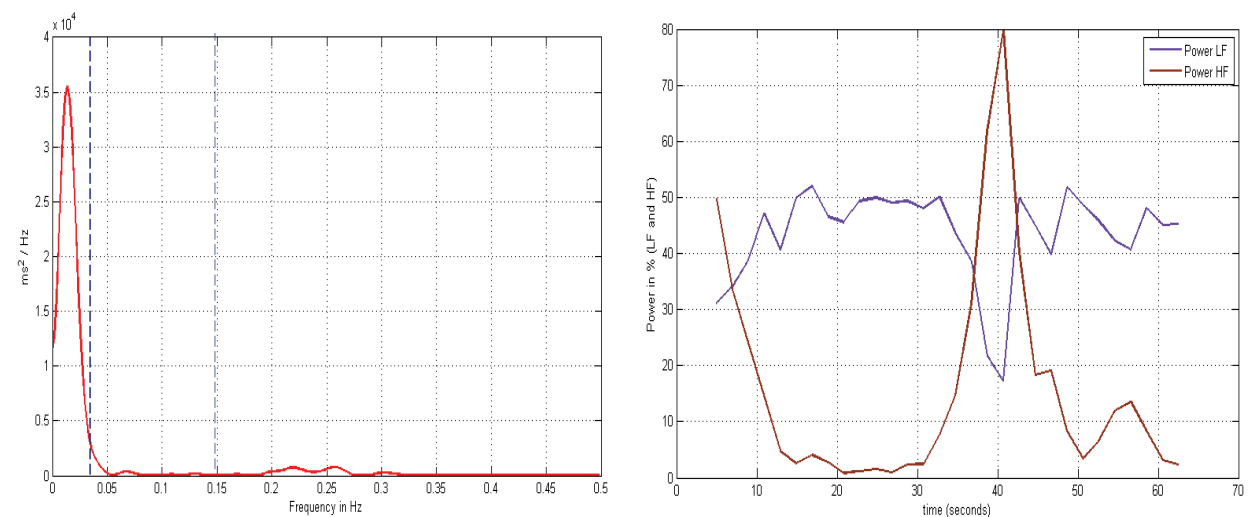 x 10⁴
4
3.5
3
2.5
2
1.5
1
0.5
0
ms² / Hz
0 0.05 0.1 0.15 0.2 0.25 0.3 0.35 0.4 0.45 0.5
Frequency in Hz
80
70
60
50
40
30
20
10
0
Power in % (LF and HF)
Power LF
Power HF
0 10 20 30 40 50 60 70
time (seconds)